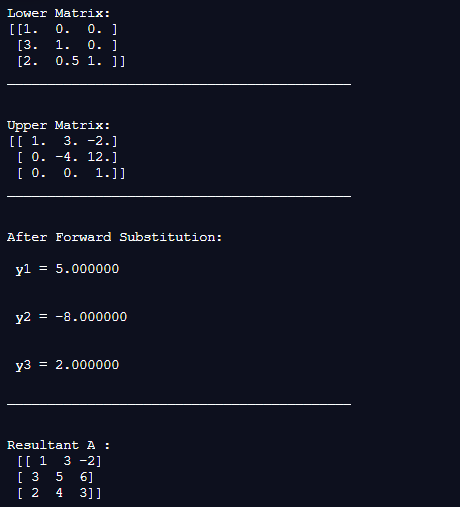 Lower Matrix:
[[1.  0.  0. ]
 [3.  1.  0. ]
 [2.  0.5 1. ]]
Upper Matrix:
[[ 1.  3. -2.]
 [ 0. -4. 12.]
 [ 0.  0.  1.]]
After Forward Substitution:
y1 = 5.000000
y2 = -8.000000
y3 = 2.000000
Resultant A :
[[ 1  3 -2]
[ 3  5  6]
[ 2  4  3]]